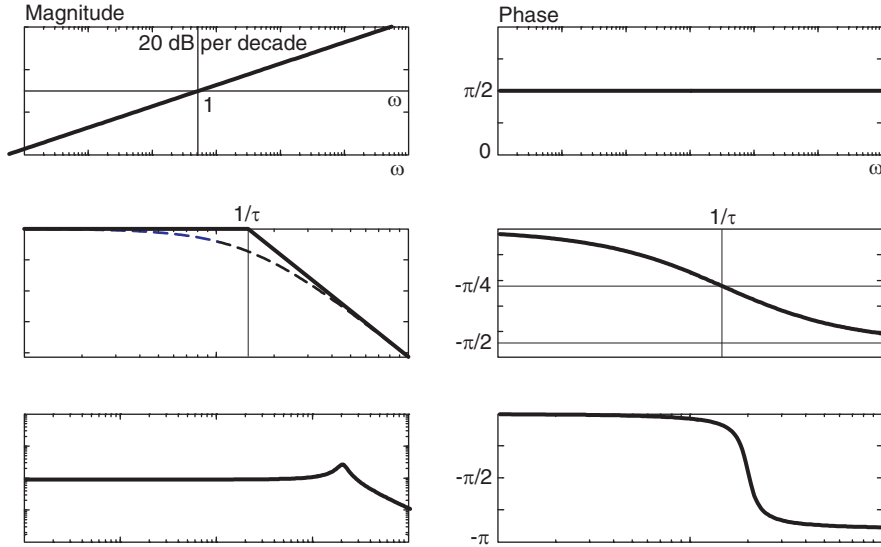 Magnitude
20 dB per decade
1
ω
ω
Phase
π/2
0
ω
1/τ
1/τ
-π/4
-π/2
-π/2
-π